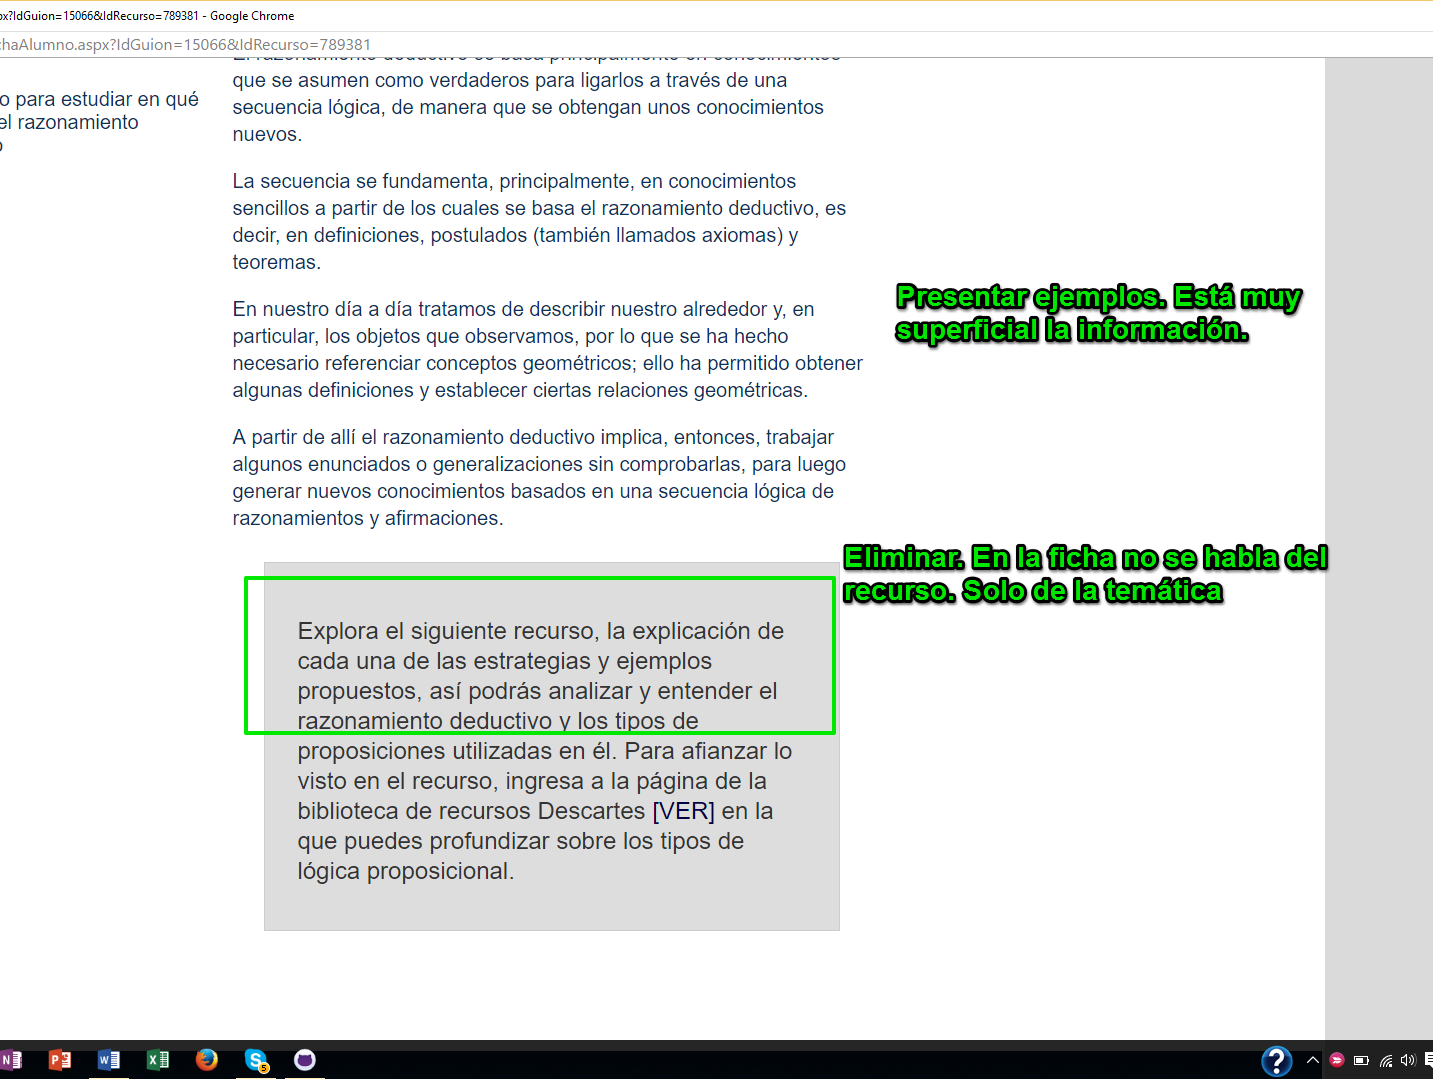 px?IdGuion=15066&IdRecurso=789381 - Google Chrome
chaAlumno.aspx?IdGuion=15066&IdRecurso=789381
o para estudiar en qué
el razonamiento
o
El razonamiento deductivo se basa principalmente en conocimientos
que se asumen como verdaderos para ligarlos a través de una
secuencia lógica, de manera que se obtengan unos conocimientos
nuevos.
La secuencia se fundamenta, principalmente, en conocimientos
sencillos a partir de los cuales se basa el razonamiento deductivo, es
decir, en definiciones, postulados (también llamados axiomas) y
teoremas.
En nuestro día a día tratamos de describir nuestro alrededor y, en
particular, los objetos que observamos, por lo que se ha hecho
necesario referenciar conceptos geométricos; ello ha permitido obtener
algunas definiciones y establecer ciertas relaciones geométricas.
Presentar ejemplos. Está muy
superficial la información.
A partir de allí el razonamiento deductivo implica, entonces, trabajar
algunos enunciados o generalizaciones sin comprobarlas, para luego
generar nuevos conocimientos basados en una secuencia lógica de
razonamientos y afirmaciones.
Eliminar. En la ficha no se habla del
recurso. Solo de la temática
Explora el siguiente recurso, la explicación de
cada una de las estrategias y ejemplos
propuestos, así podrás analizar y entender el
razonamiento deductivo y los tipos de
proposiciones utilizadas en él. Para afianzar lo
visto en el recurso, ingresa a la página de la
biblioteca de recursos Descartes [VER] en la
que puedes profundizar sobre los tipos de
lógica proposicional.
5